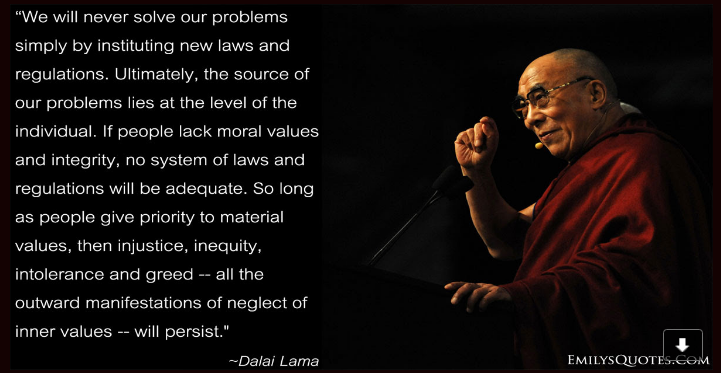 “We will never solve our problems
simply by instituting new laws and
regulations. Ultimately, the source of
our problems lies at the level of the
individual. If people lack moral values
and integrity, no system of laws and
regulations will be adequate. So long
as people give priority to material
values, then injustice, inequity,
intolerance and greed -- all the
outward manifestations of neglect of
inner values -- will persist."
~Dalai Lama
EmilysQuotes.Com